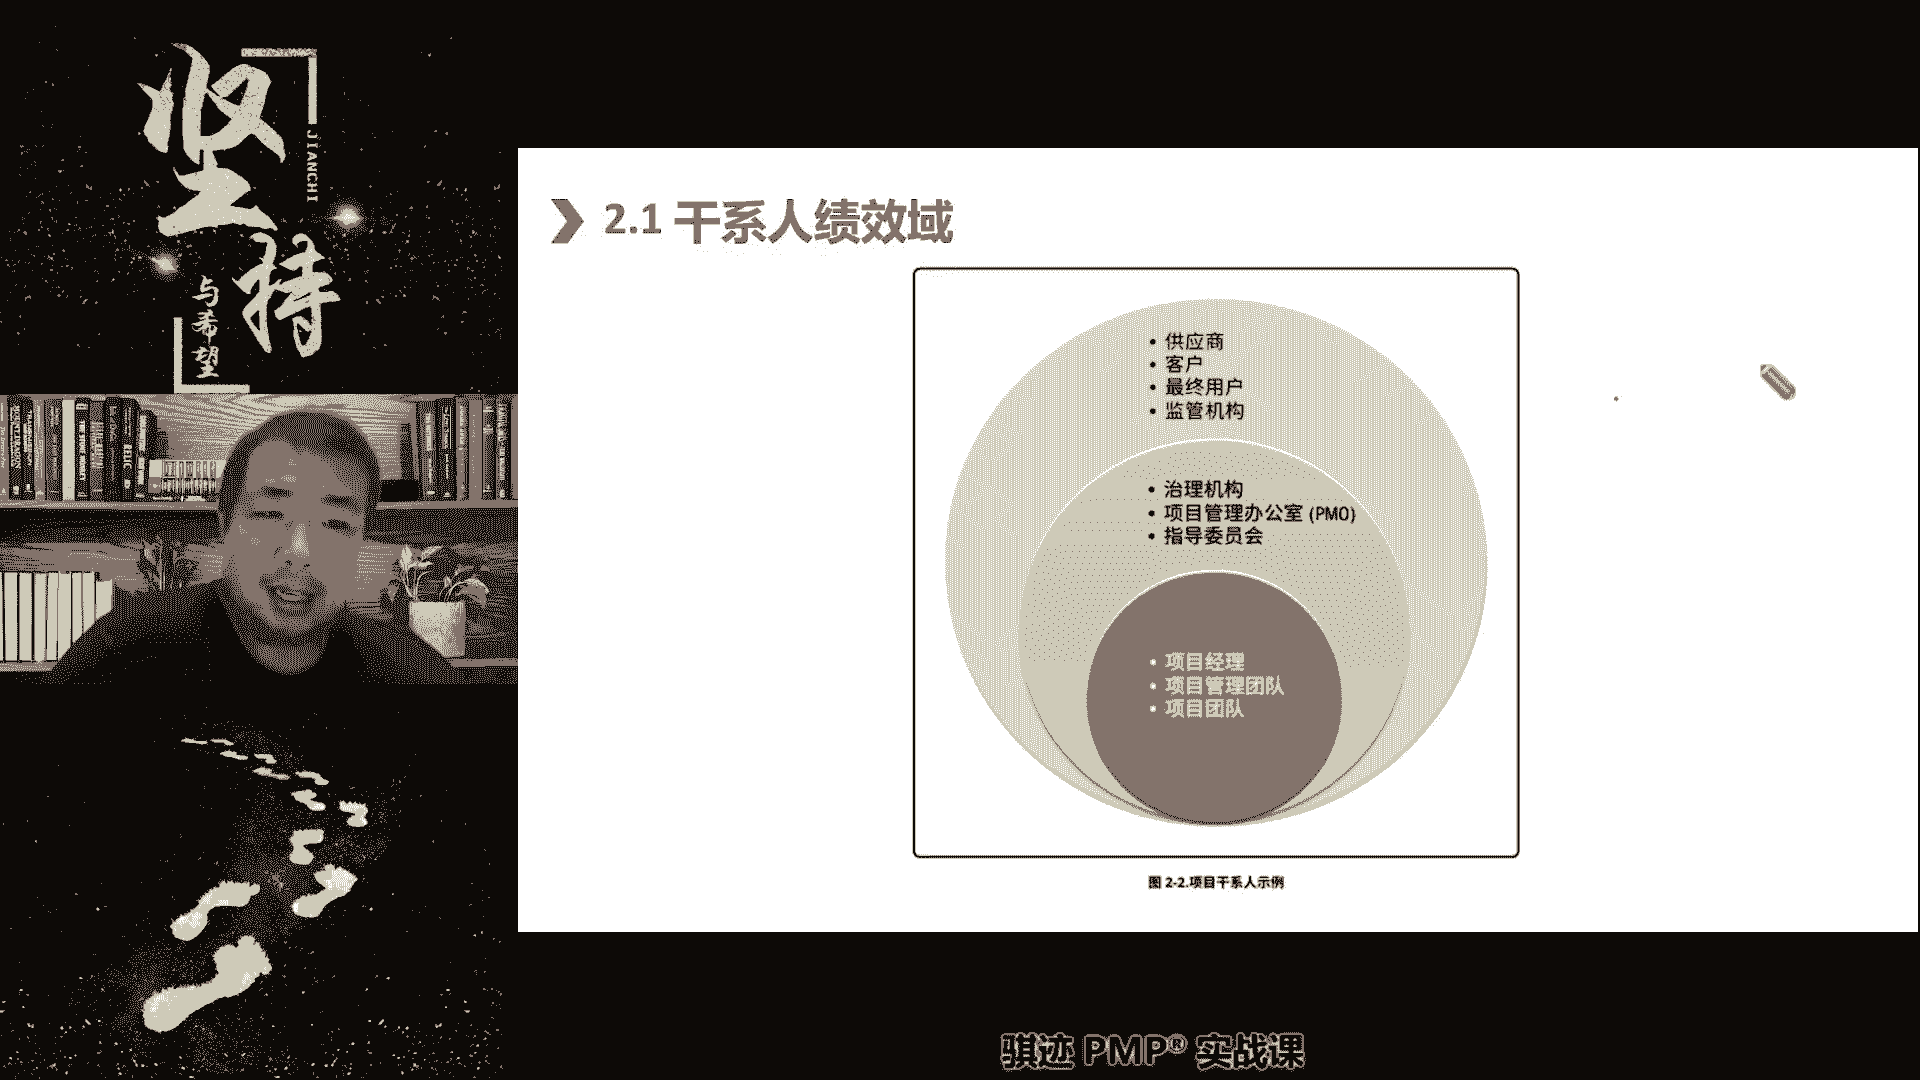 坚
持
JIANCHI
与希望
2.1 干系人绩效域
• 供应商
• 客户
• 最终用户
• 监管机构
• 治理机构
• 项目管理办公室 (PMO)
• 指导委员会
• 项目经理
• 项目管理团队
• 项目团队
图 2-2.项目干系人示例
骐迹 PMP® 实战课